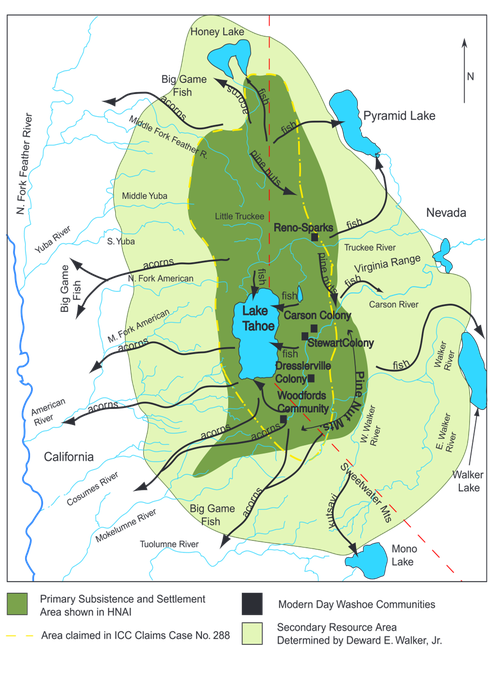 Honey Lake
N
Big Game
Fish
acorns
acorns
fish
fish
Pyramid Lake
Middle Fork Feather R.
N. Fork Feather River
pine nuts
Middle Yuba
Nevada
Little Truckee
Reno-Sparks
fish
Yuba River
S. Yuba
Truckee River
acorns
Virginia Range
Big Game
Fish
N. Fork American
fish
pine nuts
fish
fish
Carson River
Lake
Tahoe
Carson Colony
M. Fork American
acorns
StewartColony
fish
Walker
River
Dresslerville
Colony
fish
Pine Nut Mts.
American
River
acorns
Woodfords
Community
W. Walker
River
E. Walker
River
acorns
acorns
California
Sweetwater Mts
Walker
Lake
Cosumes River
acorns
kutsavi
Big Game
Fish
Mokelumne River
Tuolumne River
Mono
Lake
Primary Subsistence and Settlement
Area shown in HNAI
Modern Day Washoe Communities
Area claimed in ICC Claims Case No. 288
Secondary Resource Area
Determined by Deward E. Walker, Jr.